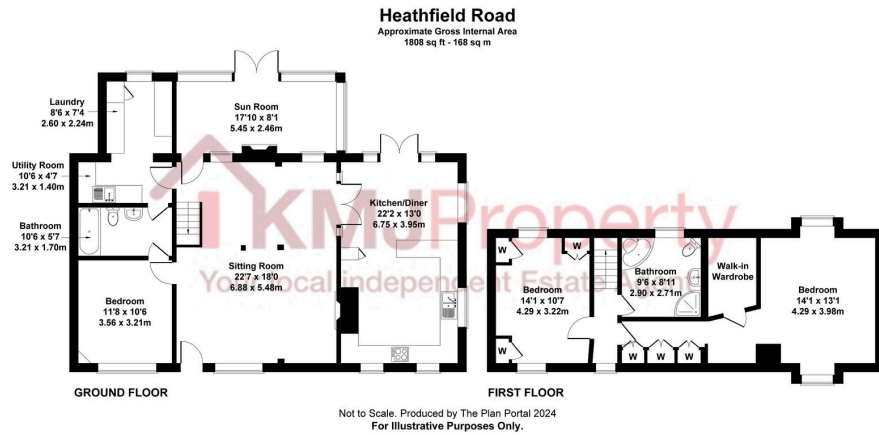 Heathfield Road
Approximate Gross Internal Area
1808 sq ft - 168 sq m
Laundry
8'6 x 7'4
2.60 x 2.24m
Sun Room
17'10 x 8'1
5.45 x 2.46m
Utility Room
10'6 x 4'7
3.21 x 1.40m
Kitchen/Diner
22'2 x 13'0
6.75 x 3.95m
Bathroom
10'6 x 5'7
3.21 x 1.70m
Sitting Room
22'7 x 18'0
6.88 x 5.48m
Bedroom
11'8 x 10'6
3.56 x 3.21m
GROUND FLOOR
W
W
Bedroom
14'1 x 10'7
4.29 x 3.22m
W
Bathroom
9'6 x 8'11
2.90 x 2.71m
Walk-in
Wardrobe
Bedroom
14'1 x 13'1
4.29 x 3.98m
W
W
W
FIRST FLOOR
KMJ Property
Your local independent Estate Agent
Not to Scale. Produced by The Plan Portal 2024
For Illustrative Purposes Only.